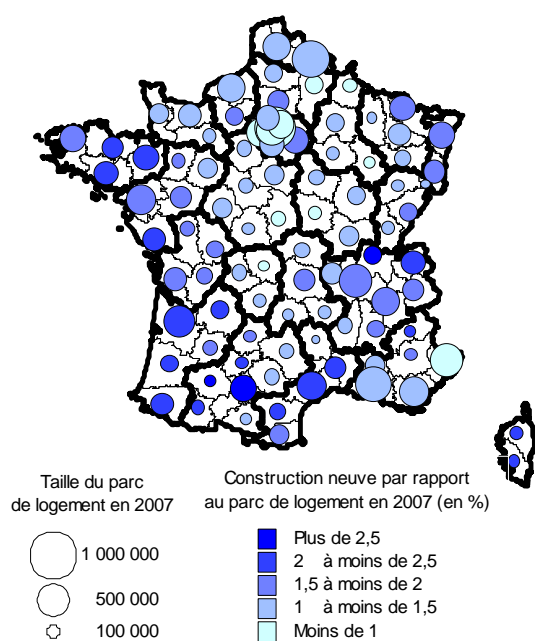 Taille du parc
de logement en 2007
1 000 000
500 000
100 000
Construction neuve par rapport
au parc de logement en 2007 (en %)
Plus de 2,5
2 à moins de 2,5
1,5 à moins de 2
1 à moins de 1,5
Moins de 1